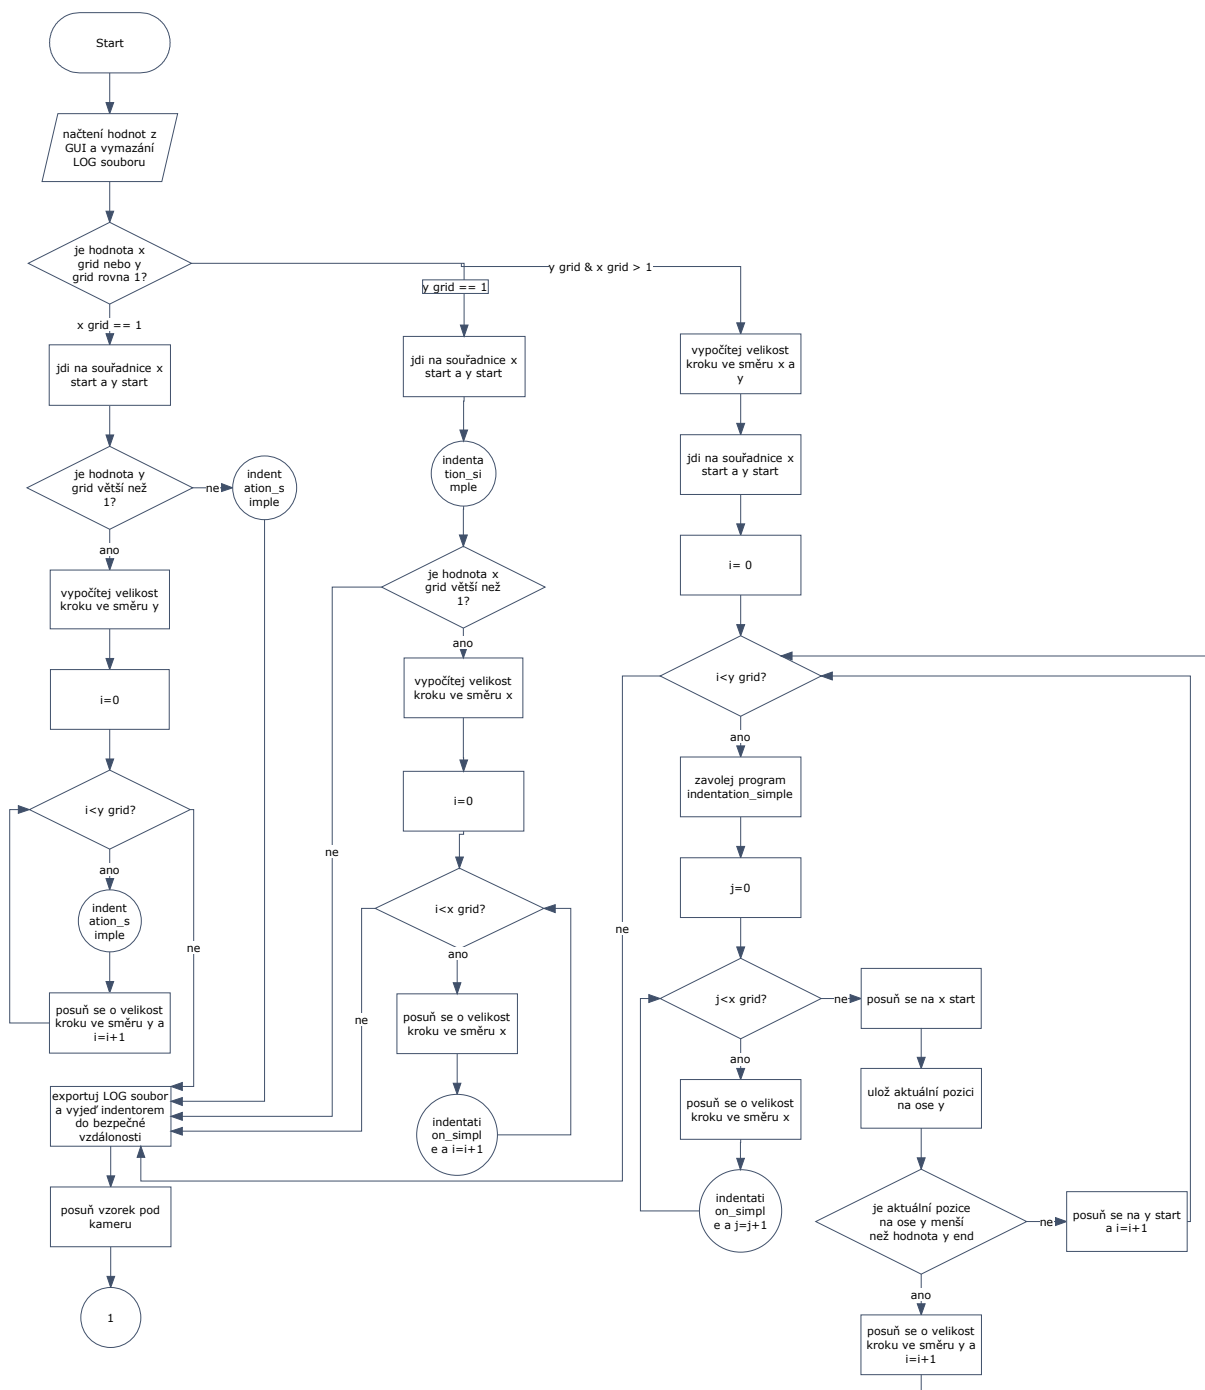 Start
načtení hodnot z
GUI a vymazání
LOG souboru
je hodnota x
grid nebo y
grid rovna 1?
x grid == 1
jdi na souřadnice x
start a y start
je hodnota y
grid větší než
1?
ne
indent
ation_s
imple
ano
vypočítej velikost
kroku ve směru y
i=0
i<y grid?
ano
indent
ation_s
imple
ne
posuň se o velikost
kroku ve směru y a
i=i+1
exportuj LOG soubor
a vyjeď indentorem
do bezpečné
vzdálonosti
posuň vzorek pod
kameru
1
y grid == 1
jdi na souřadnice x
start a y start
indenta
tion_si
mple
je hodnota x
grid větší než
1?
ne
ano
vypočítej velikost
kroku ve směru x
i=0
i<x grid?
ne
ano
posuň se o velikost
kroku ve směru x
indentati
on_simpl
e a i=i+1
y grid & x grid > 1
vypočítej velikost
kroku ve směru x a
y
jdi na souřadnice x
start a y start
i= 0
i<y grid?
ne
ano
zavolej program
indentation_simple
j=0
j<x grid?
ano
posuň se o velikost
kroku ve směru x
indentati
on_simpl
e a j=j+1
ne
posuň se na x start
ulož aktuální pozici
na ose y
je aktuální pozice
na ose y menší
než hodnota y end
ne
posuň se na y start
a i=i+1
ano
posuň se o velikost
kroku ve směru y a
i=i+1